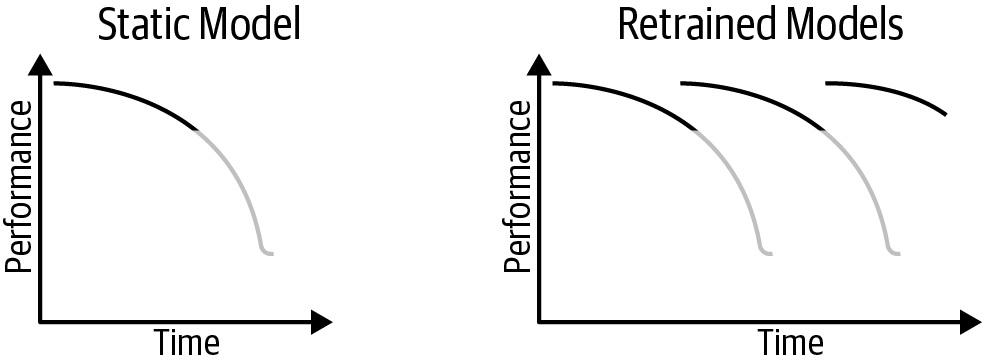 Static Model
Performance
Time
Retrained Models
Performance
Time